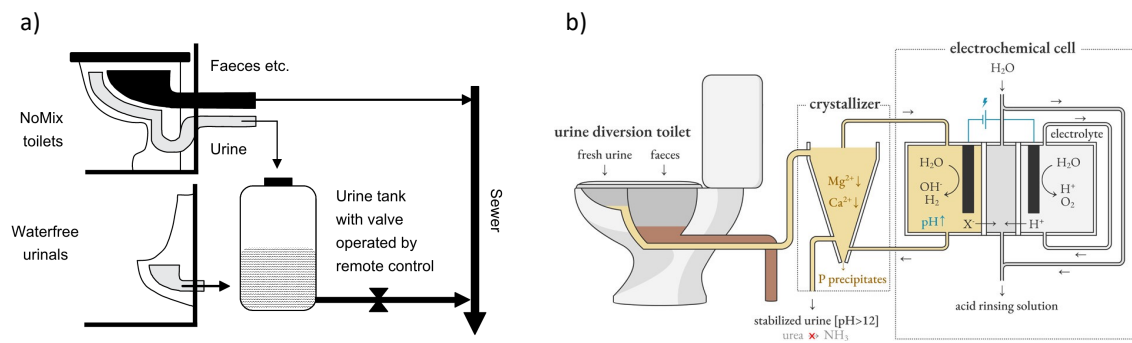 a)
Faeces etc.
NoMix
toilets
Urine
Waterfree
urinals
Urine tank
with valve
operated by
remote control
Sewer
b)
electrochemical cell
H₂O
crystallizer
urine diversion toilet
fresh urine
faeces
electrolyte
Mg²⁺↓
Ca²⁺↓
H₂O
OH⁻
H₂
pH↑
X⁻
H⁺
H₂O
H⁺
O₂
P precipitates
stabilized urine [pH>12]
urea → NH₃
acid rinsing solution